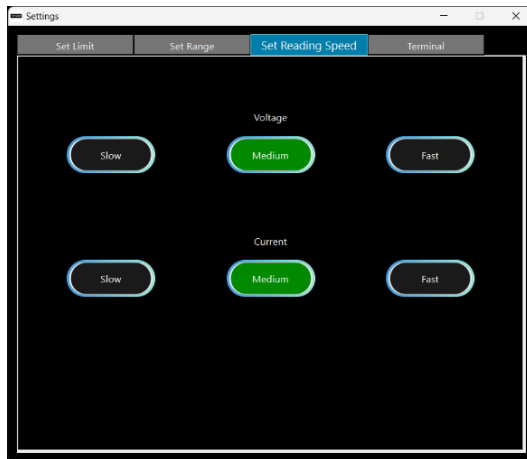 Settings
Set Limit Set Range Set Reading Speed Terminal
Voltage
Slow Medium Fast
Current
Slow Medium Fast